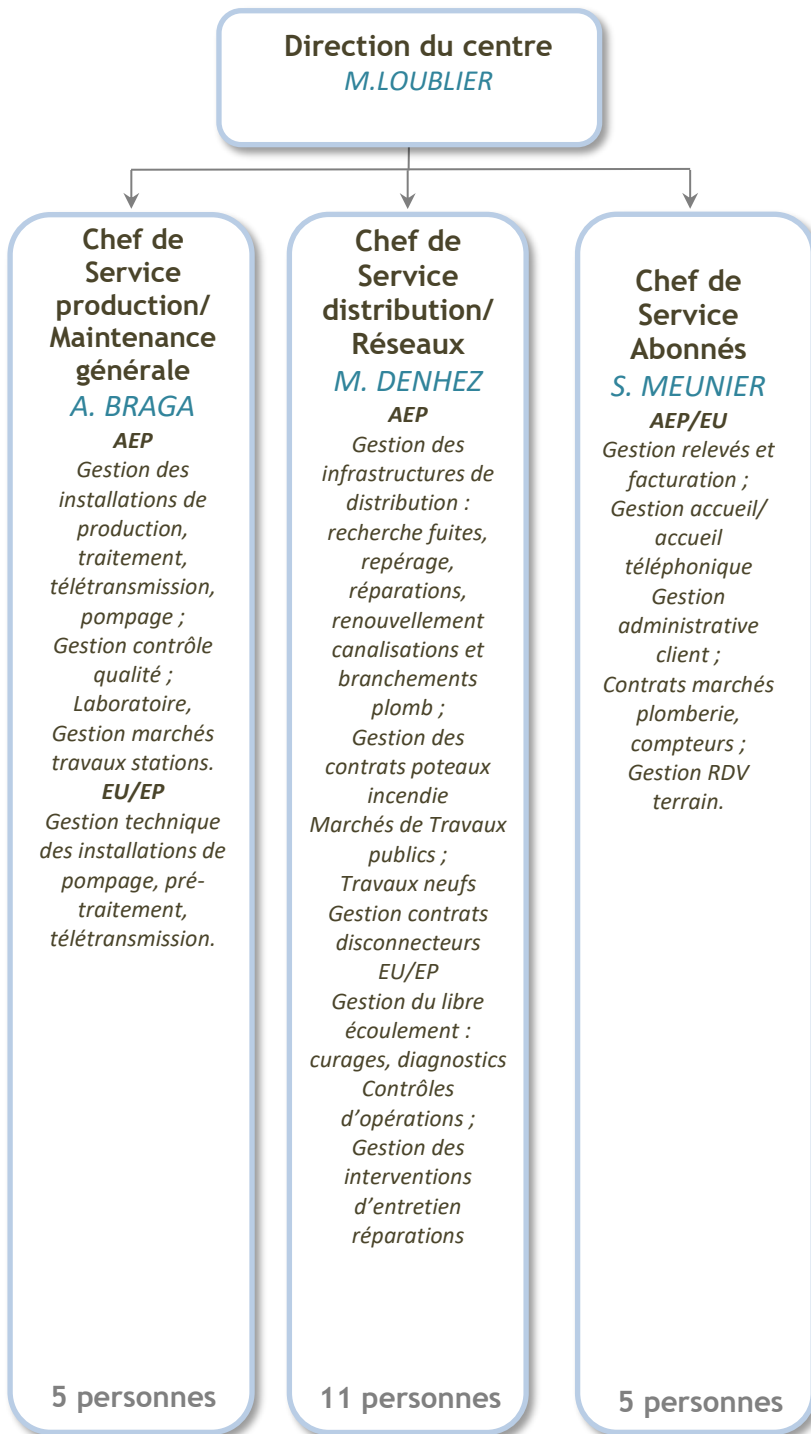 Direction du centre
M.LOUBLIER
Chef de
Service
production/
Maintenance
générale
A. BRAGA
AEP
Gestion des
installations de
production,
traitement,
télétransmission,
pompage ;
Gestion contrôle
qualité ;
Laboratoire,
Gestion marchés
travaux stations.
EU/EP
Gestion technique
des installations de
pompage, pré-
traitement,
télétransmission.
5 personnes
Chef de
Service
distribution/
Réseaux
M. DENHEZ
AEP
Gestion des
infrastructures de
distribution :
recherche fuites,
repérage,
réparations,
renouvellement
canalisations et
branchements
plomb ;
Gestion des
contrats poteaux
incendie
Marchés de Travaux
publics ;
Travaux neufs
Gestion contrats
disconnecteurs
EU/EP
Gestion du libre
écoulement :
curages, diagnostics
Contrôles
d’opérations ;
Gestion des
interventions
d’entretien
réparations
11 personnes
Chef de
Service
Abonnés
S. MEUNIER
AEP/EU
Gestion relevés et
facturation ;
Gestion accueil/
accueil
téléphonique
Gestion
administrative
client ;
Contrats marchés
plomberie,
compteurs ;
Gestion RDV
terrain.
5 personnes